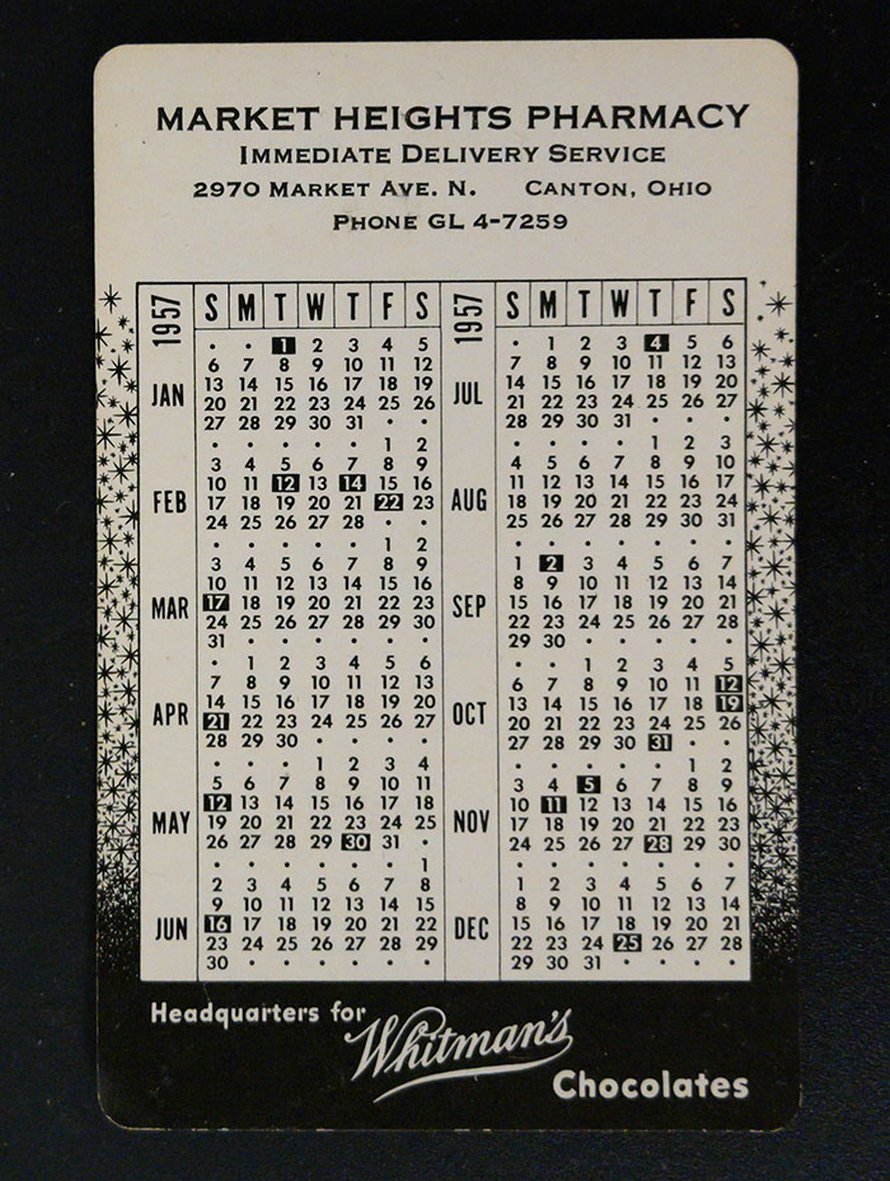 MARKET HEIGHTS PHARMACY
IMMEDIATE DELIVERY SERVICE
2970 MARKET AVE. N. CANTON, OHIO
PHONE GL 4-7259
1957 S M T W T F S
JAN
· · 1 2 3 4 5
6 7 8 9 10 11 12
13 14 15 16 17 18 19
20 21 22 23 24 25 26
27 28 29 30 31 · ·
FEB
· · · · · 1 2
3 4 5 6 7 8 9
10 11 12 13 14 15 16
17 18 19 20 21 22 23
24 25 26 27 28 · ·
MAR
· · · · · 1 2
3 4 5 6 7 8 9
10 11 12 13 14 15 16
17 18 19 20 21 22 23
24 25 26 27 28 29 30
31 · · · · · ·
APR
· 1 2 3 4 5 6
7 8 9 10 11 12 13
14 15 16 17 18 19 20
21 22 23 24 25 26 27
28 29 30 · · · ·
MAY
· · · 1 2 3 4
5 6 7 8 9 10 11
12 13 14 15 16 17 18
19 20 21 22 23 24 25
26 27 28 29 30 31 ·
JUN
· · · · · · 1
2 3 4 5 6 7 8
9 10 11 12 13 14 15
16 17 18 19 20 21 22
23 24 25 26 27 28 29
30 · · · · · ·
1957 S M T W T F S
JUL
· 1 2 3 4 5 6
7 8 9 10 11 12 13
14 15 16 17 18 19 20
21 22 23 24 25 26 27
28 29 30 31 · · ·
AUG
· · · · 1 2 3
4 5 6 7 8 9 10
11 12 13 14 15 16 17
18 19 20 21 22 23 24
25 26 27 28 29 30 31
SEP
· · · · · · ·
1 2 3 4 5 6 7
8 9 10 11 12 13 14
15 16 17 18 19 20 21
22 23 24 25 26 27 28
29 30 · · · · ·
OCT
· · 1 2 3 4 5
6 7 8 9 10 11 12
13 14 15 16 17 18 19
20 21 22 23 24 25 26
27 28 29 30 31 · ·
NOV
· · · · · 1 2
3 4 5 6 7 8 9
10 11 12 13 14 15 16
17 18 19 20 21 22 23
24 25 26 27 28 29 30
DEC
· · · · · · ·
1 2 3 4 5 6 7
8 9 10 11 12 13 14
15 16 17 18 19 20 21
22 23 24 25 26 27 28
29 30 31 · · · ·
Headquarters for
Whitman's
Chocolates